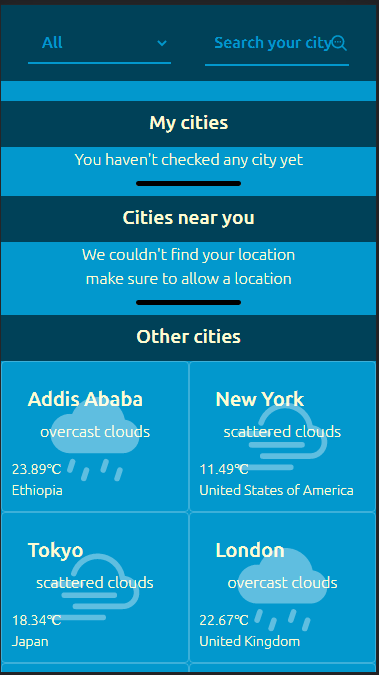 All
Search your city
My cities
You haven't checked any city yet
Cities near you
We couldn't find your location
make sure to allow a location
Other cities
Addis Ababa
overcast clouds
23.89℃
Ethiopia
New York
scattered clouds
11.49℃
United States of America
Tokyo
scattered clouds
18.34℃
Japan
London
overcast clouds
22.67℃
United Kingdom